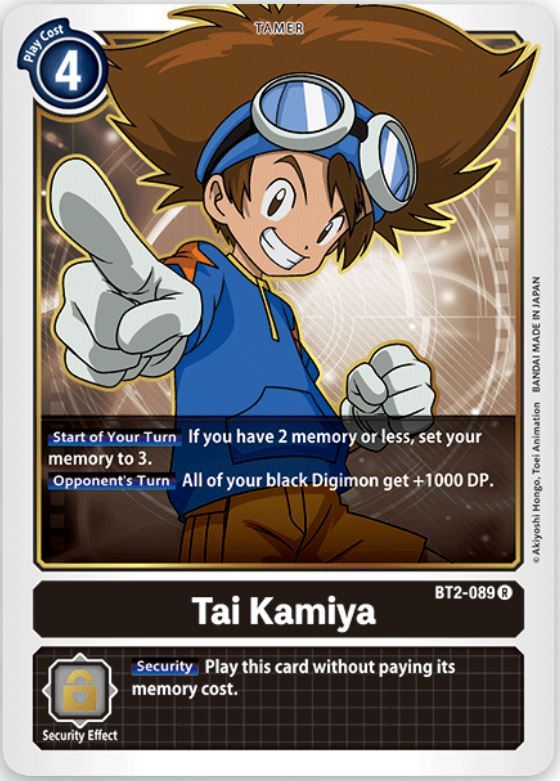 Play Cost
4
TAMER
Start of Your Turn If you have 2 memory or less, set your
memory to 3.
Opponent's Turn All of your black Digimon get +1000 DP.
© Akiyoshi Hongo, Toei Animation BANDAI MADE IN JAPAN
BT2-089 R
Tai Kamiya
Security Play this card without paying its
memory cost.
Security Effect